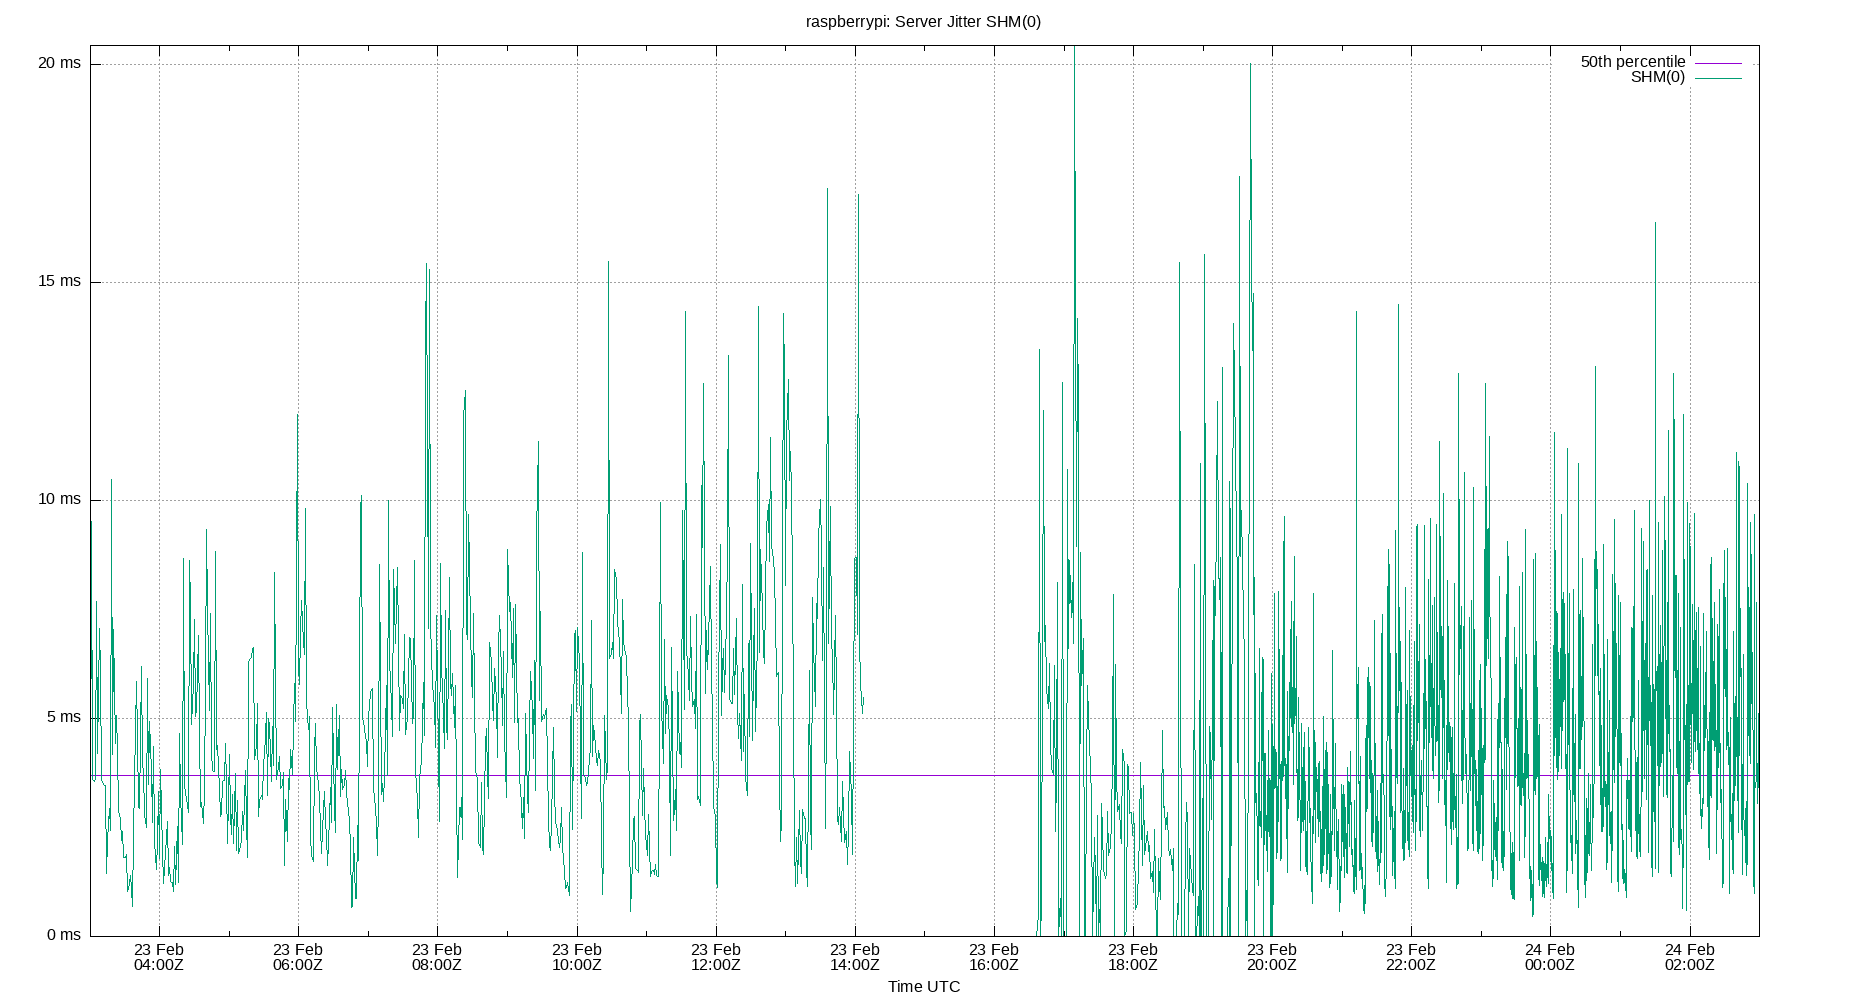 raspberrypi: Server Jitter SHM(0)
20 ms
15 ms
10 ms
5 ms
0 ms
50th percentile
SHM(0)
23 Feb
04:00Z
23 Feb
06:00Z
23 Feb
08:00Z
23 Feb
10:00Z
23 Feb
12:00Z
23 Feb
14:00Z
23 Feb
16:00Z
23 Feb
18:00Z
23 Feb
20:00Z
23 Feb
22:00Z
24 Feb
00:00Z
24 Feb
02:00Z
Time UTC